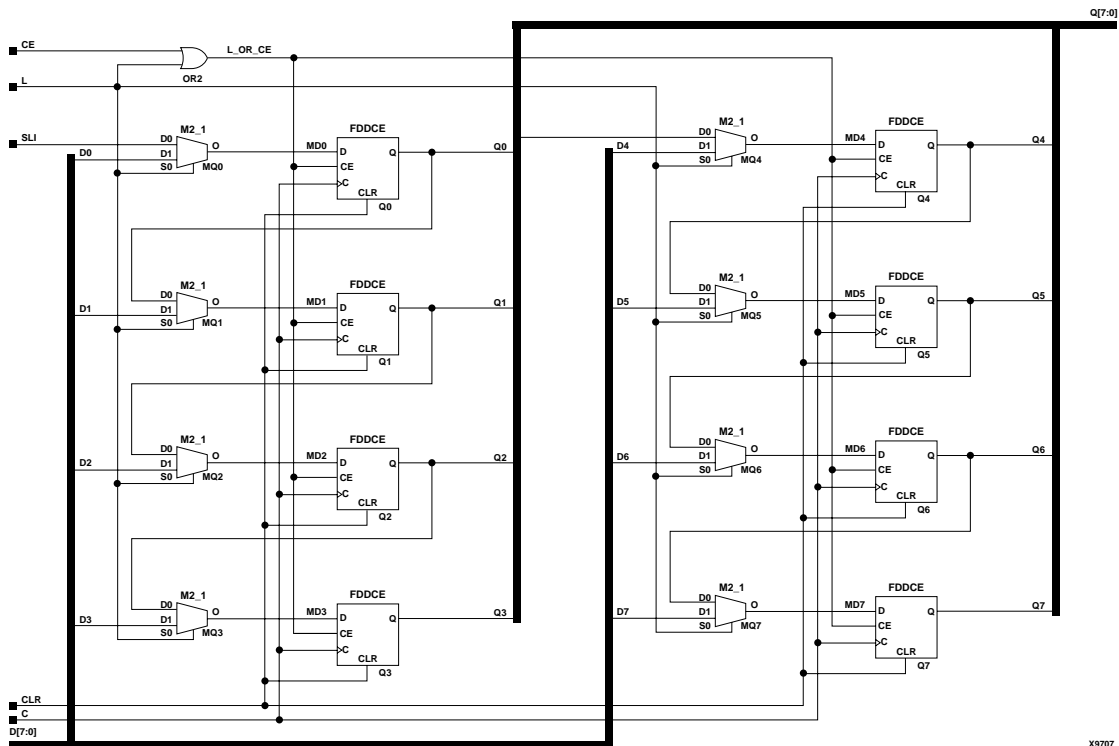 Q[7:0]
CE
L_OR_CE
L
OR2
SLI
M2_1
D0
D1
S0
O
MQ0
D0
MD0
FDDCE
D
CE
C
Q
CLR
Q0
Q0
M2_1
D0
D1
S0
O
MQ4
D4
MD4
FDDCE
D
CE
C
Q
CLR
Q4
Q4
M2_1
D0
D1
S0
O
MQ1
D1
MD1
FDDCE
D
CE
C
Q
CLR
Q1
Q1
M2_1
D0
D1
S0
O
MQ5
D5
MD5
FDDCE
D
CE
C
Q
CLR
Q5
Q5
M2_1
D0
D1
S0
O
MQ2
D2
MD2
FDDCE
D
CE
C
Q
CLR
Q2
Q2
M2_1
D0
D1
S0
O
MQ6
D6
MD6
FDDCE
D
CE
C
Q
CLR
Q6
Q6
M2_1
D0
D1
S0
O
MQ3
D3
MD3
FDDCE
D
CE
C
Q
CLR
Q3
Q3
M2_1
D0
D1
S0
O
MQ7
D7
MD7
FDDCE
D
CE
C
Q
CLR
Q7
Q7
CLR
C
D[7:0]
X9707